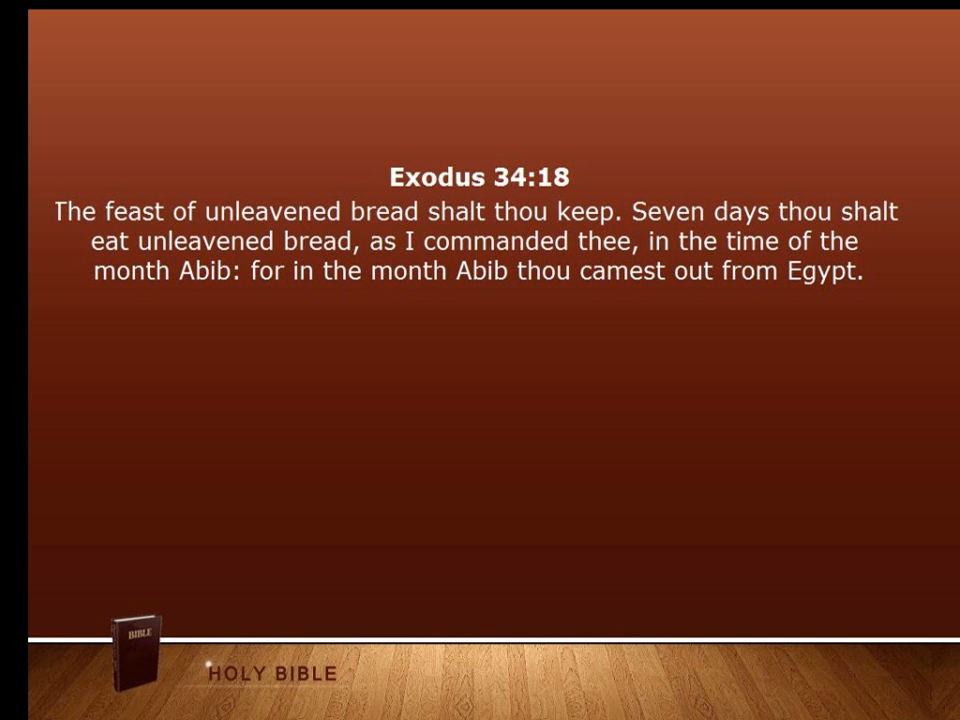 Exodus 34:18
The feast of unleavened bread shalt thou keep. Seven days thou shalt
eat unleavened bread, as I commanded thee, in the time of the
month Abib: for in the month Abib thou camest out from Egypt.
BIBLE
HOLY BIBLE